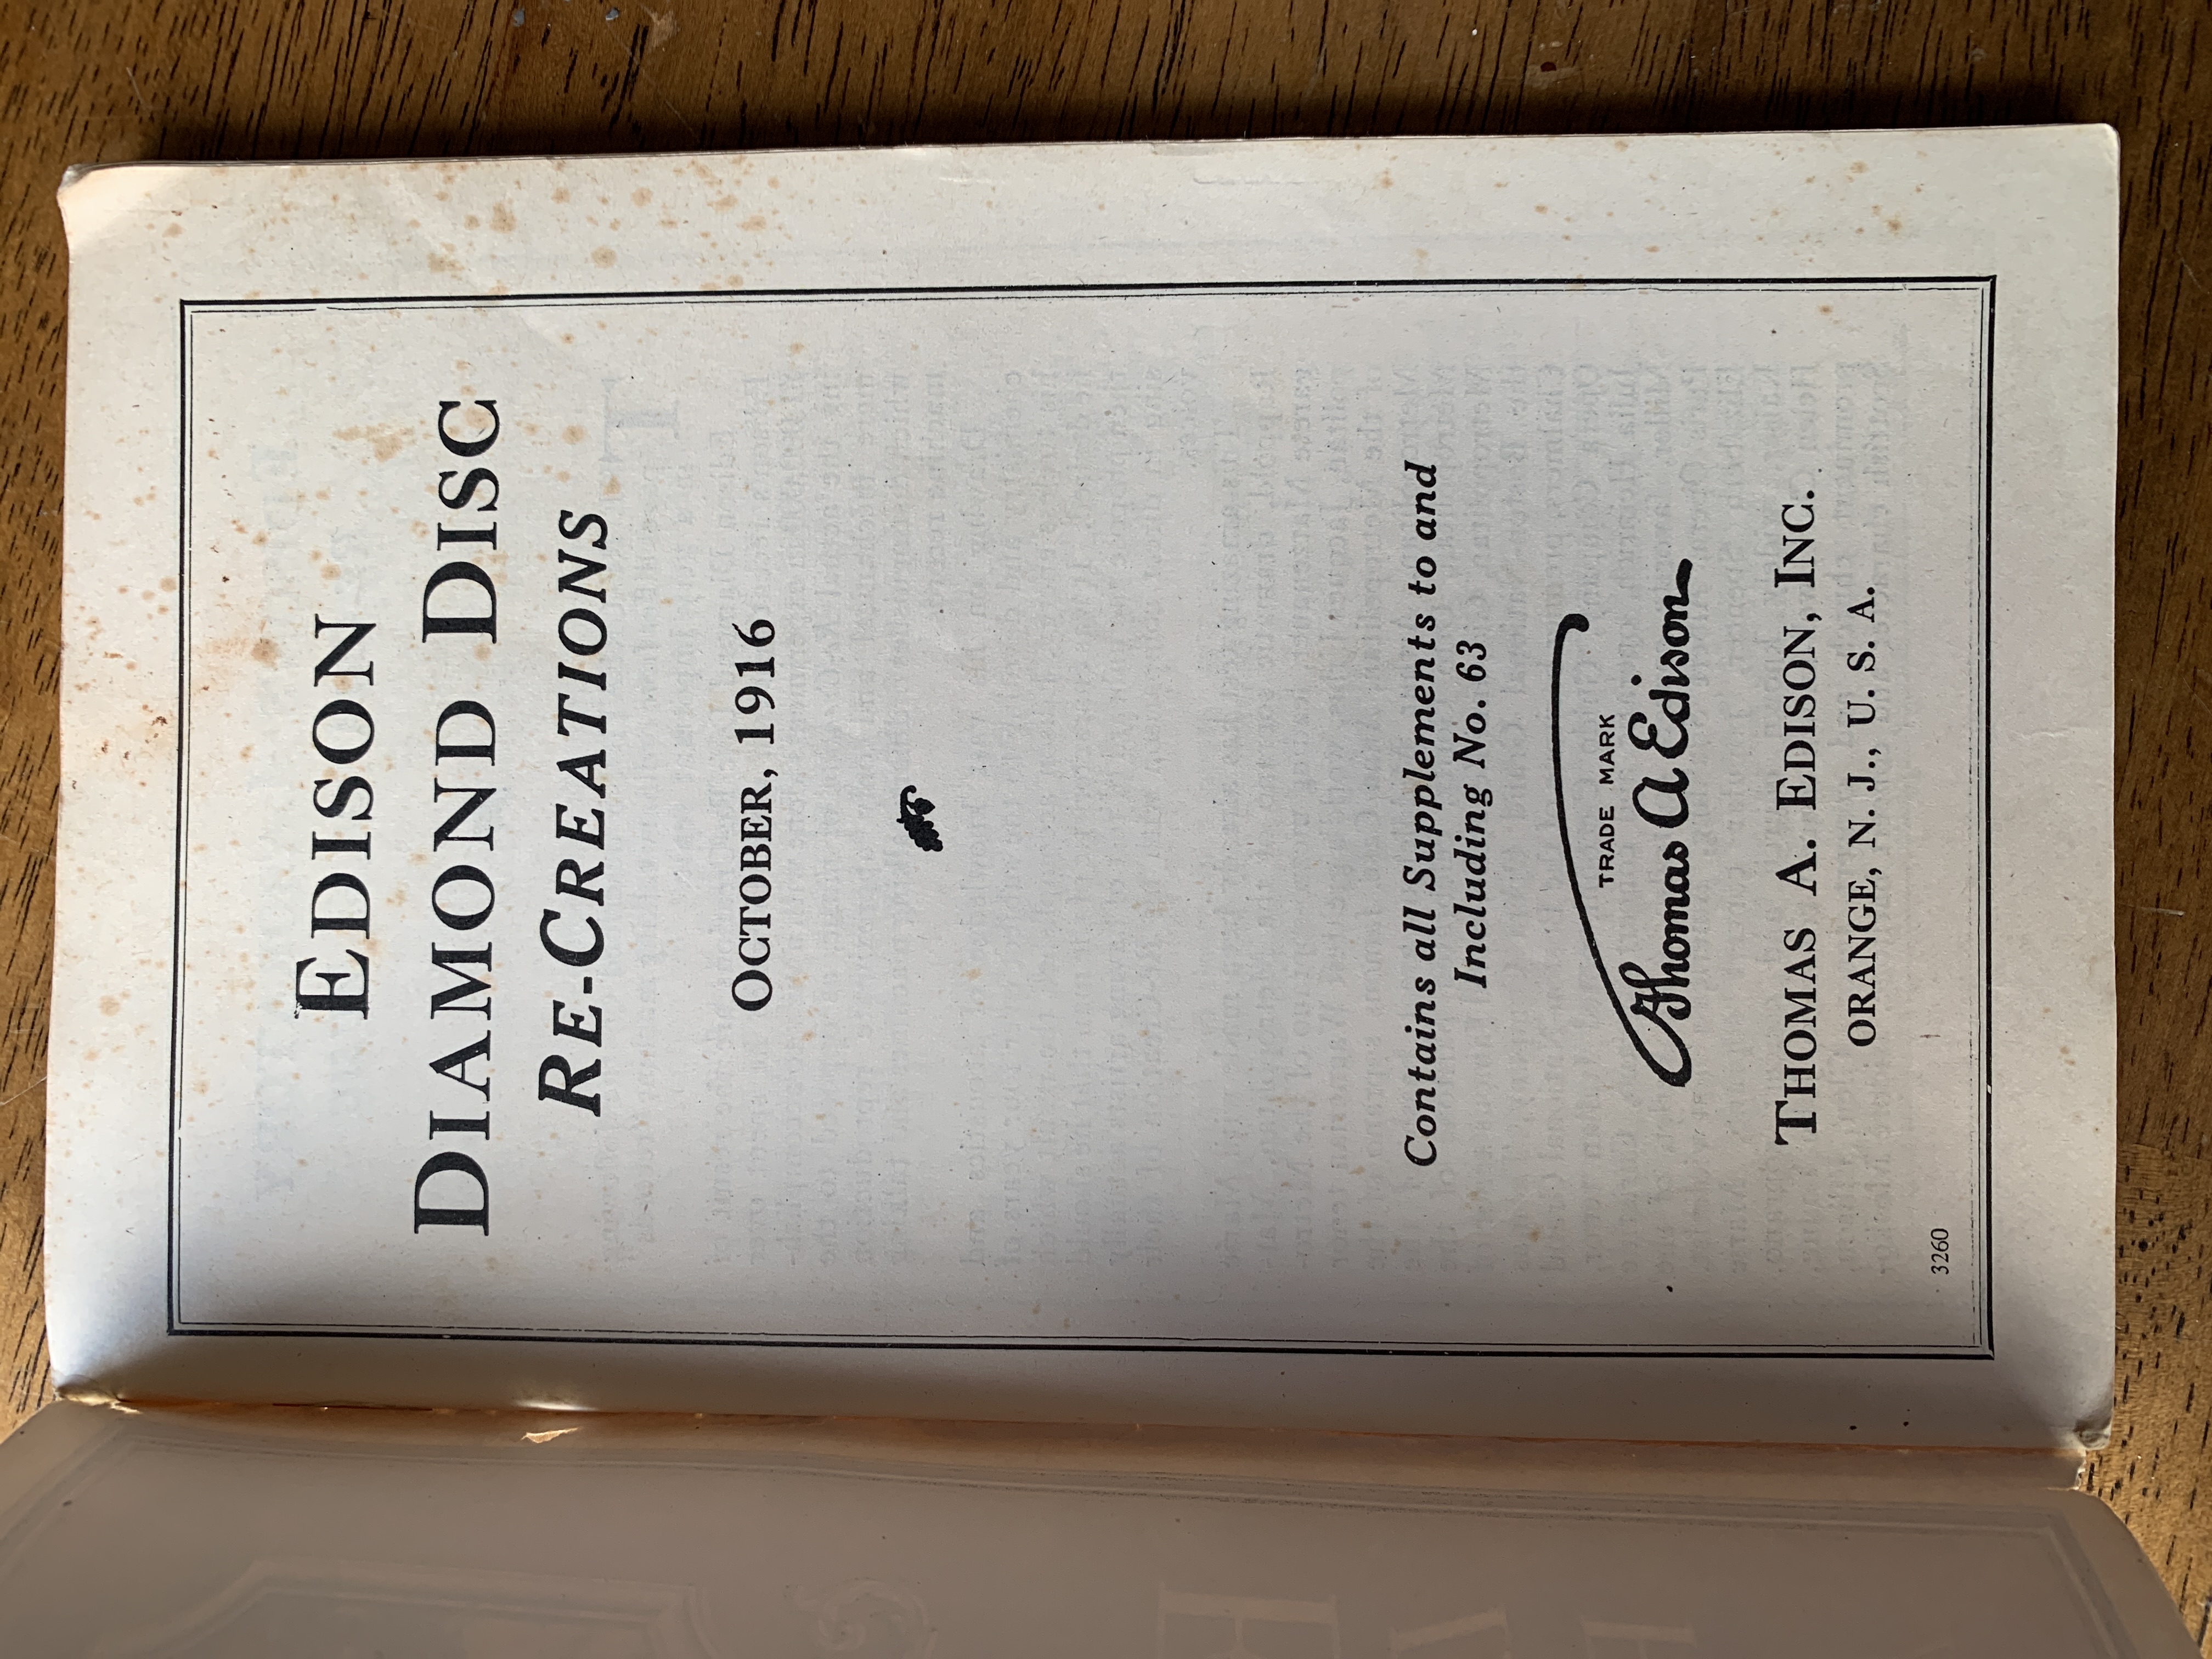 EDISON
DIAMOND DISC
RE-CREATIONS
OCTOBER, 1916
Contains all Supplements to and
Including No. 63
TRADE MARK
Thomas A Edison
THOMAS A. EDISON, INC.
ORANGE, N. J., U. S. A.
3260